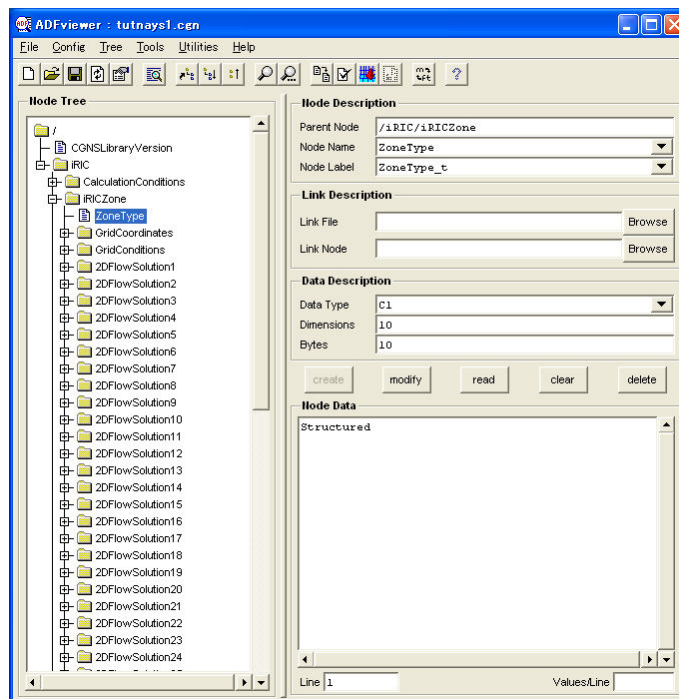 ADFviewer : tutnays1.cgn
File Config Tree Tools Utilities Help
Node Tree
/
CGNSLibraryVersion
iRIC
CalculationConditions
iRICZone
ZoneType
GridCoordinates
GridConditions
2DFlowSolution1
2DFlowSolution2
2DFlowSolution3
2DFlowSolution4
2DFlowSolution5
2DFlowSolution6
2DFlowSolution7
2DFlowSolution8
2DFlowSolution9
2DFlowSolution10
2DFlowSolution11
2DFlowSolution12
2DFlowSolution13
2DFlowSolution14
2DFlowSolution15
2DFlowSolution16
2DFlowSolution17
2DFlowSolution18
2DFlowSolution19
2DFlowSolution20
2DFlowSolution21
2DFlowSolution22
2DFlowSolution23
2DFlowSolution24
Node Description
Parent Node /iRIC/iRICZone
Node Name ZoneType
Node Label ZoneType_t
Link Description
Link File Browse
Link Node Browse
Data Description
Data Type C1
Dimensions 10
Bytes 10
create modify read clear delete
Node Data
Structured
Line 1 Values/Line